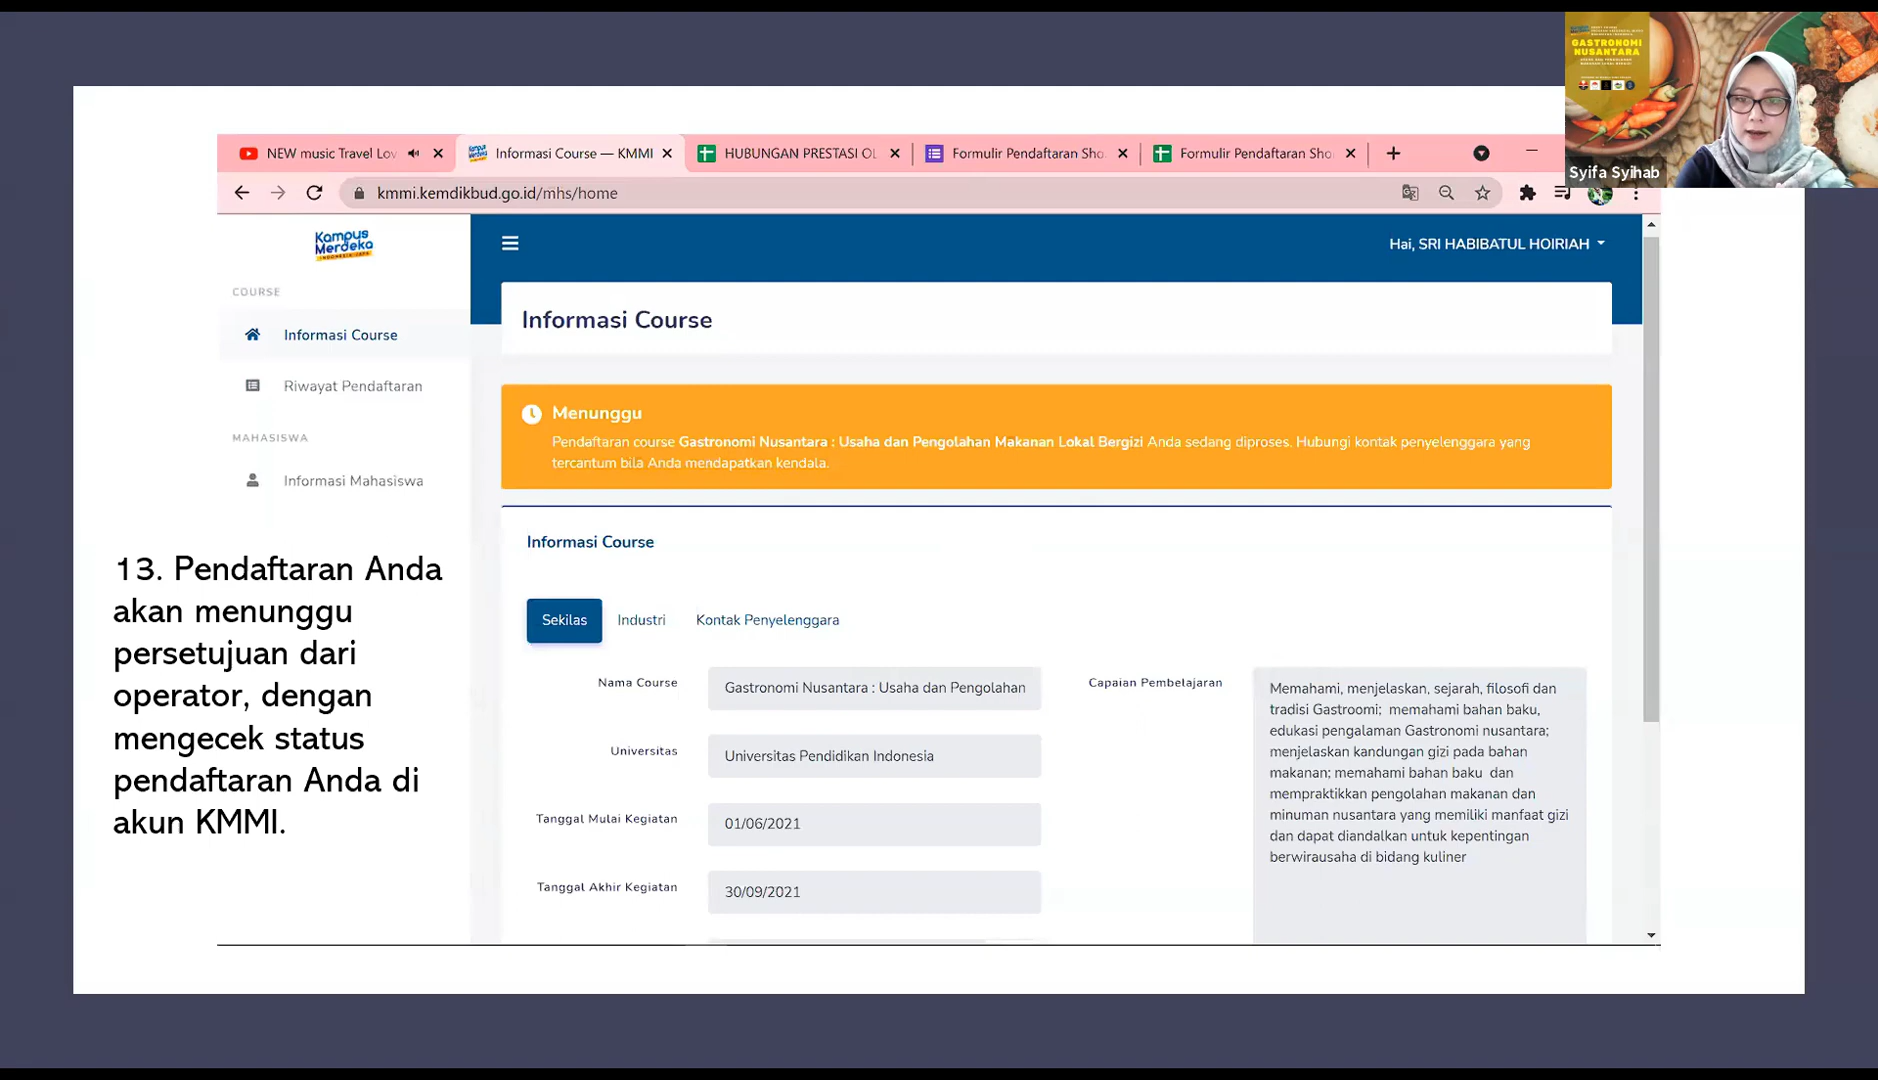 GASTRONOMI
NUSANTARA
Syifa Syihab
NEW music Travel Lov
Informasi Course — KMMI
HUBUNGAN PRESTASI OL
Formulir Pendaftaran Sho
Formulir Pendaftaran Sho
kmmi.kemdikbud.go.id/mhs/home
Kampus
Merdeka
INDONESIA JAYA
Hai, SRI HABIBATUL HOIRIAH
COURSE
Informasi Course
Riwayat Pendaftaran
MAHASISWA
Informasi Mahasiswa
Informasi Course
Menunggu
Pendaftaran course Gastronomi Nusantara : Usaha dan Pengolahan Makanan Lokal Bergizi Anda sedang diproses. Hubungi kontak penyelenggara yang
tercantum bila Anda mendapatkan kendala.
Informasi Course
Sekilas Industri Kontak Penyelenggara
Nama Course Gastronomi Nusantara : Usaha dan Pengolahan
Universitas Universitas Pendidikan Indonesia
Tanggal Mulai Kegiatan 01/06/2021
Tanggal Akhir Kegiatan 30/09/2021
Capaian Pembelajaran
Memahami, menjelaskan, sejarah, filosofi dan
tradisi Gastroomi; memahami bahan baku,
edukasi pengalaman Gastronomi nusantara;
menjelaskan kandungan gizi pada bahan
makanan; memahami bahan baku dan
mempraktikkan pengolahan makanan dan
minuman nusantara yang memiliki manfaat gizi
dan dapat diandalkan untuk kepentingan
berwirausaha di bidang kuliner
13. Pendaftaran Anda
akan menunggu
persetujuan dari
operator, dengan
mengecek status
pendaftaran Anda di
akun KMMI.